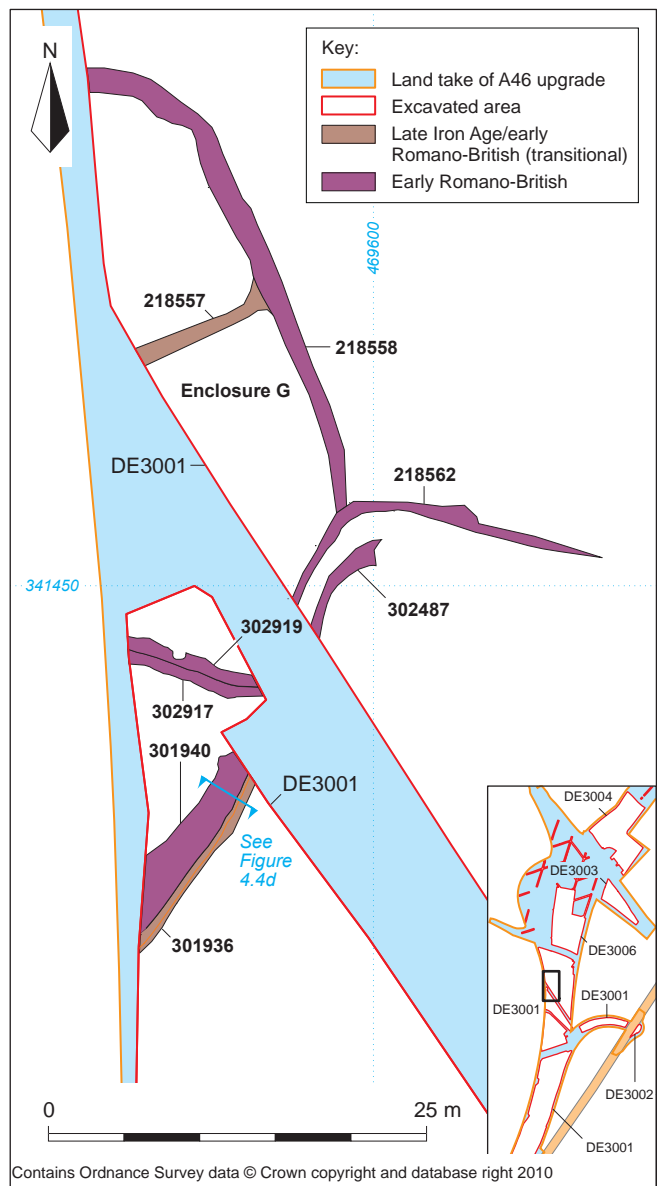 N
Key:
Land take of A46 upgrade
Excavated area
Late Iron Age/early
Romano-British (transitional)
Early Romano-British
469600
218557
218558
Enclosure G
DE3001
218562
341450
302487
302919
302917
301940
DE3001
See
Figure
4.4d
301936
DE3004
DE3003
DE3006
DE3001
DE3001
DE3002
DE3001
0
25 m
Contains Ordnance Survey data © Crown copyright and database right 2010